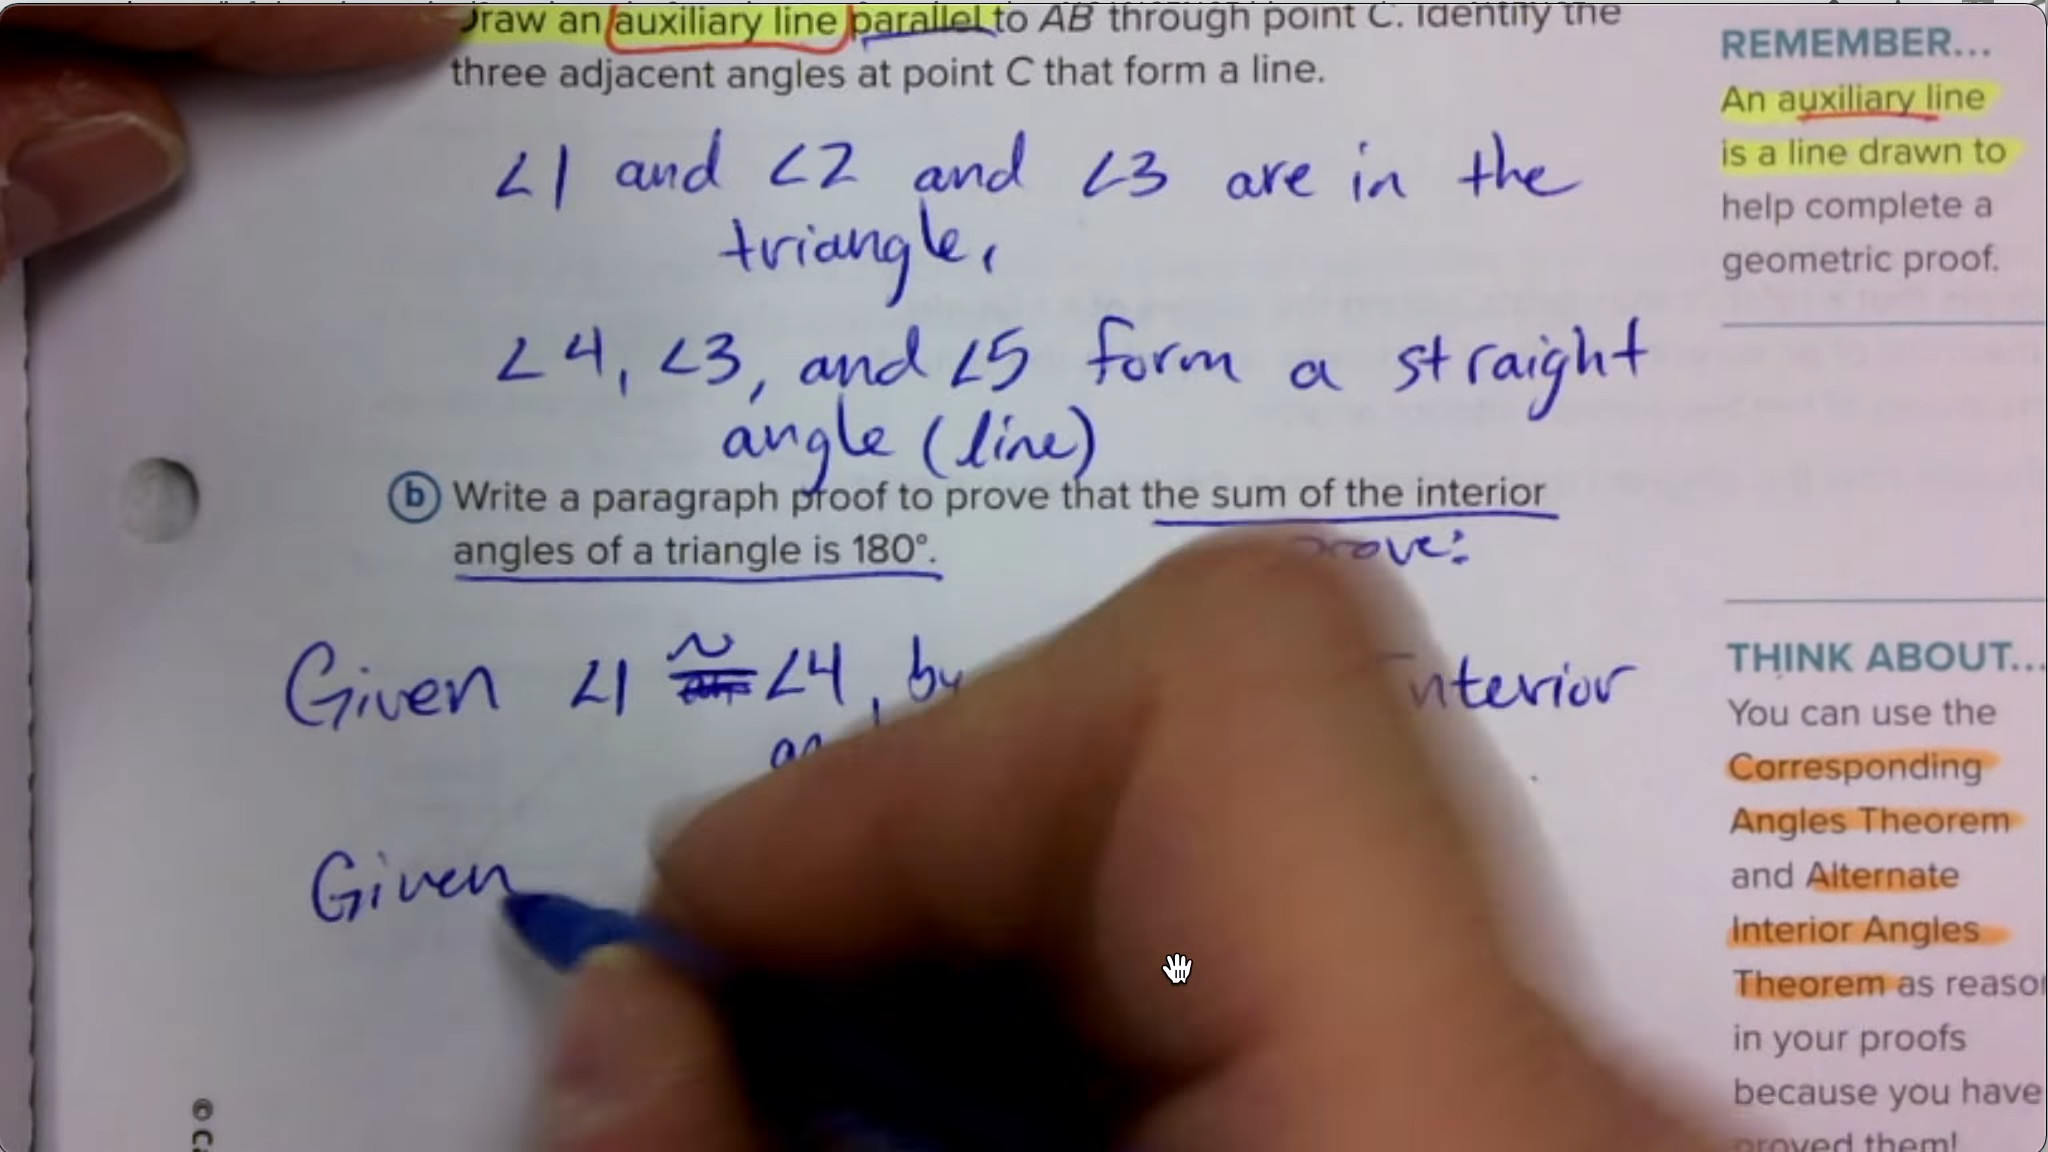 Draw an auxiliary line parallel to AB through point C. Identify the
three adjacent angles at point C that form a line.
∠1 and ∠2 and ∠3 are in the
triangle,
∠4, ∠3, and ∠5 form a straight
angle (line)
b Write a paragraph proof to prove that the sum of the interior
angles of a triangle is 180°.
Given ∠1 ≅ ∠4, by
Given
REMEMBER...
An auxiliary line
is a line drawn to
help complete a
geometric proof.
THINK ABOUT...
You can use the
Corresponding
Angles Theorem
and Alternate
Interior Angles
Theorem as
in your proofs
because you have
proved them!